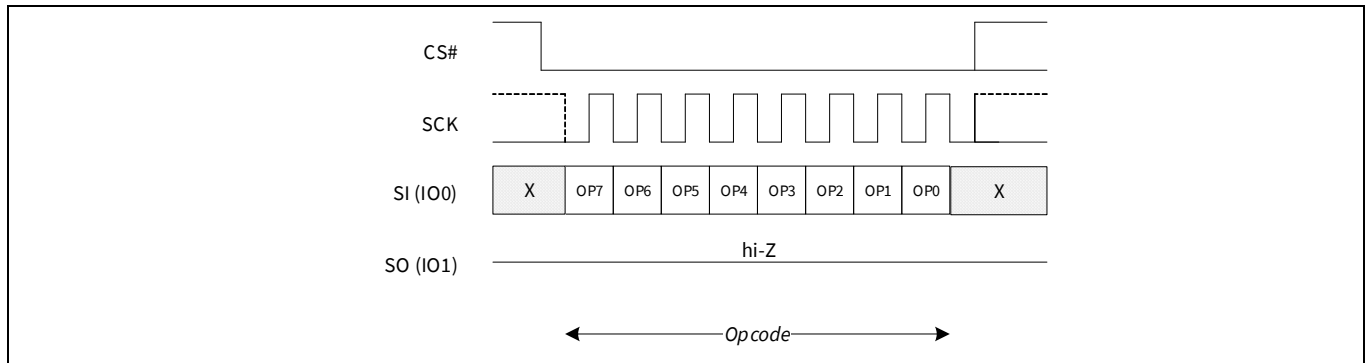 CS#
SCK
SI (IO0) X OP7 OP6 OP5 OP4 OP3 OP2 OP1 OP0 X
hi-Z
SO (IO1)
Opcode